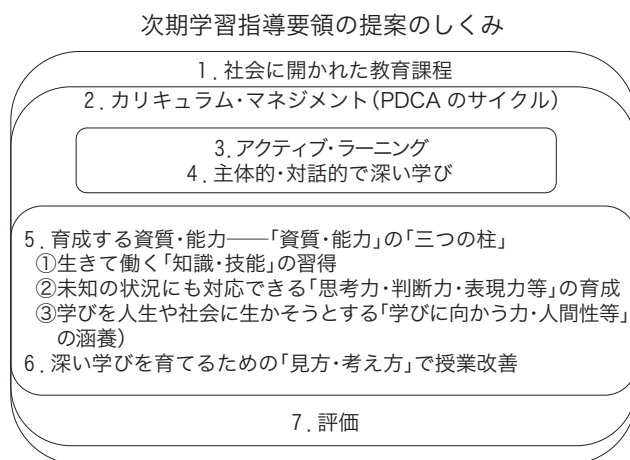 次期学習指導要領の提案のしくみ
1．社会に開かれた教育課程
2．カリキュラム・マネジメント（PDCA のサイクル）
3．アクティブ・ラーニング
4．主体的・対話的で深い学び
5．育成する資質・能力──「資質・能力」の「三つの柱」
①生きて働く「知識・技能」の習得
②未知の状況にも対応できる「思考力・判断力・表現力等」の育成
③学びを人生や社会に生かそうとする「学びに向かう力・人間性等」
の涵養）
6．深い学びを育てるための「見方・考え方」で授業改善
7．評価